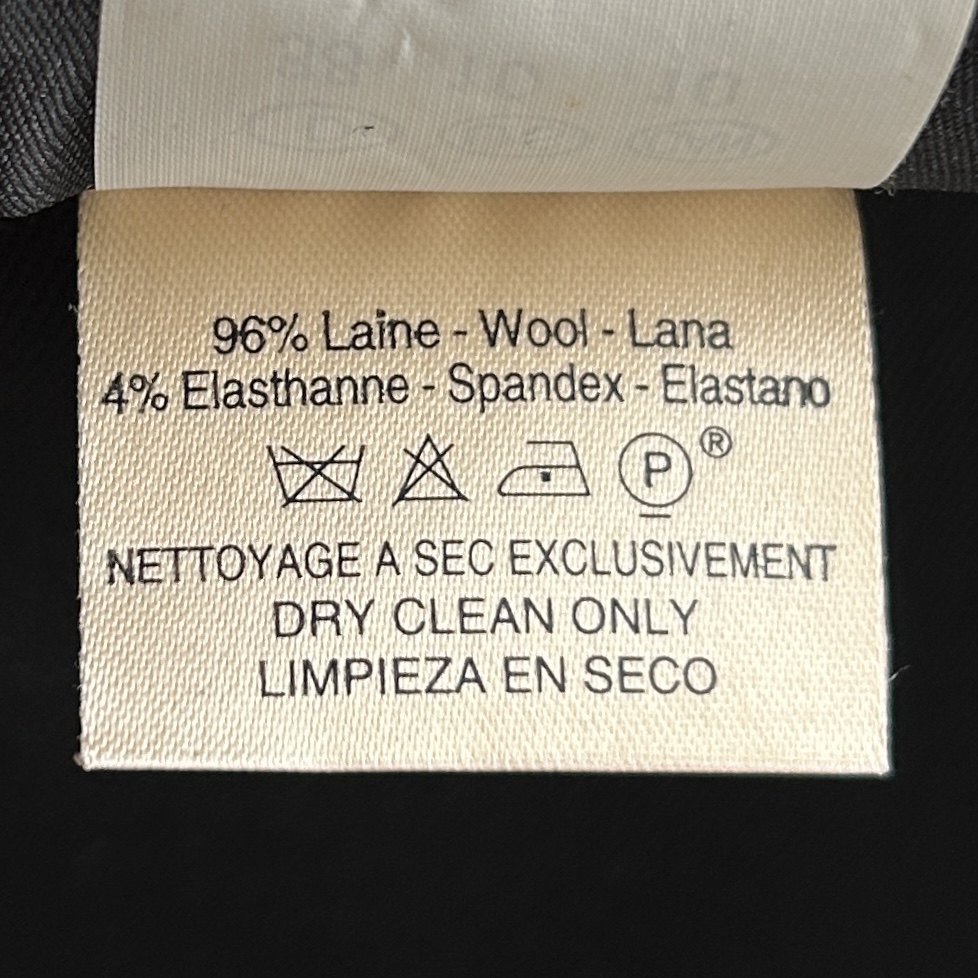 96% Laine - Wool - Lana
4% Elasthanne - Spandex - Elastano
P ®
NETTOYAGE A SEC EXCLUSIVEMENT
DRY CLEAN ONLY
LIMPIEZA EN SECO